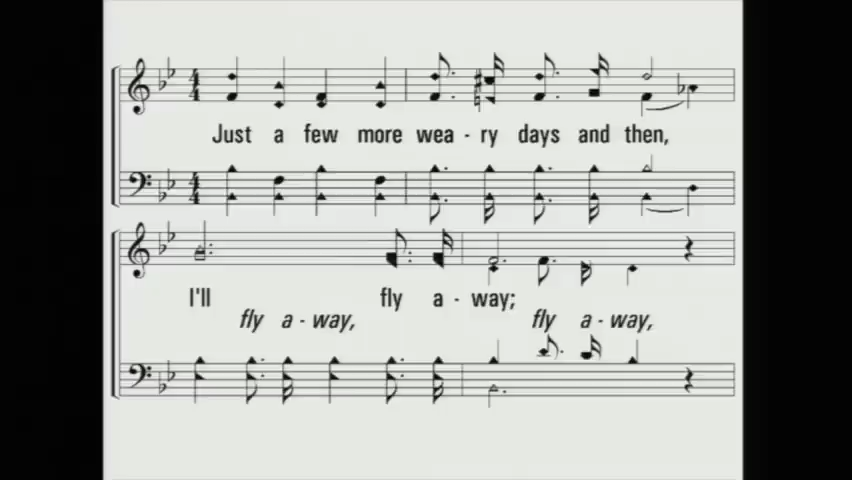 Just a few more wea - ry days and then,
I'll fly a - way;
fly a - way, fly a - way,